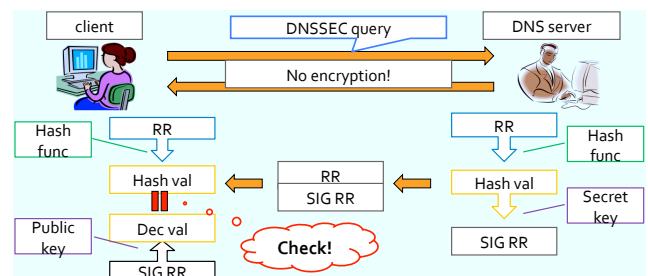 client
DNSSEC query
DNS server
No encryption!
Hash
func
RR
RR
Hash
func
Hash val
RR
SIG RR
Hash val
Secret
key
Public
key
Dec val
Check!
SIG RR
SIG RR